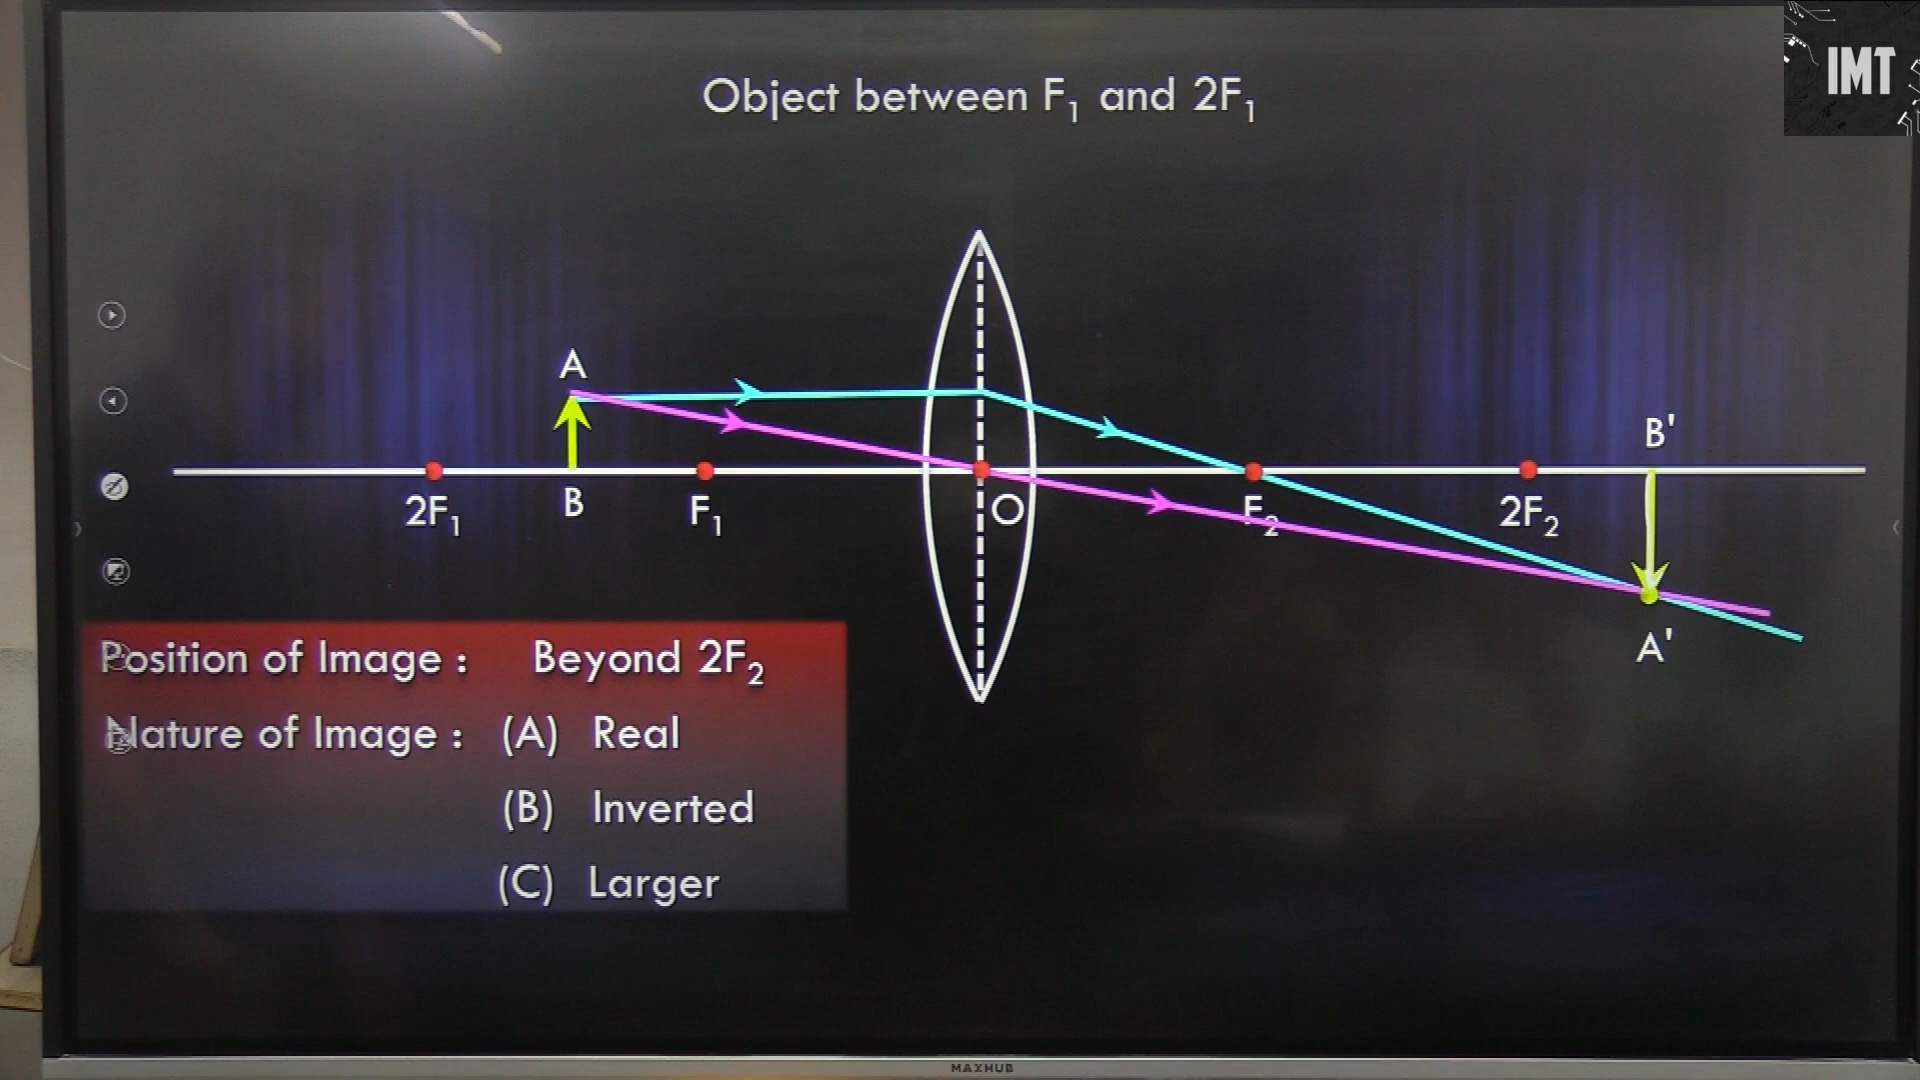 IMT
Object between F₁ and 2F₁
A
B'
2F₁ B F₁ O F₂ 2F₂
A'
Position of Image : Beyond 2F₂
Nature of Image : (A) Real
(B) Inverted
(C) Larger
MAXHUB